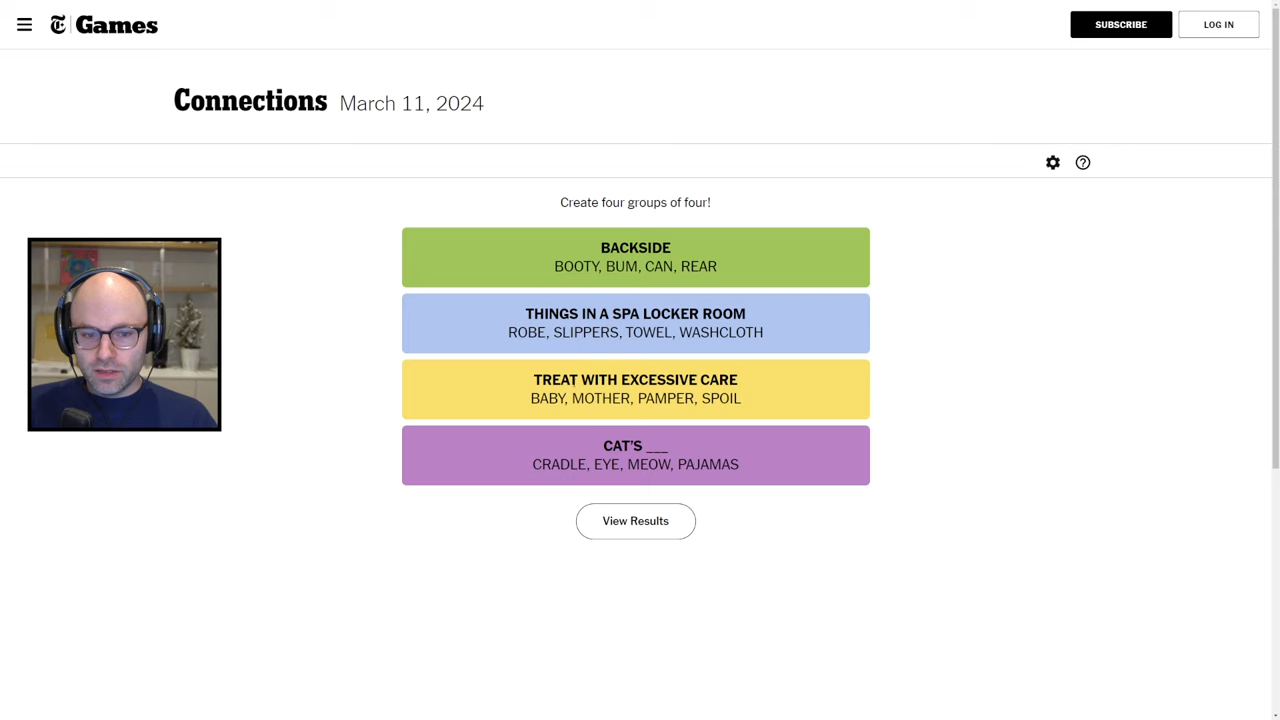 Games
SUBSCRIBE
LOG IN
Connections March 11, 2024
Create four groups of four!
BACKSIDE
BOOTY, BUM, CAN, REAR
THINGS IN A SPA LOCKER ROOM
ROBE, SLIPPERS, TOWEL, WASHCLOTH
TREAT WITH EXCESSIVE CARE
BABY, MOTHER, PAMPER, SPOIL
CAT'S ___
CRADLE, EYE, MEOW, PAJAMAS
View Results